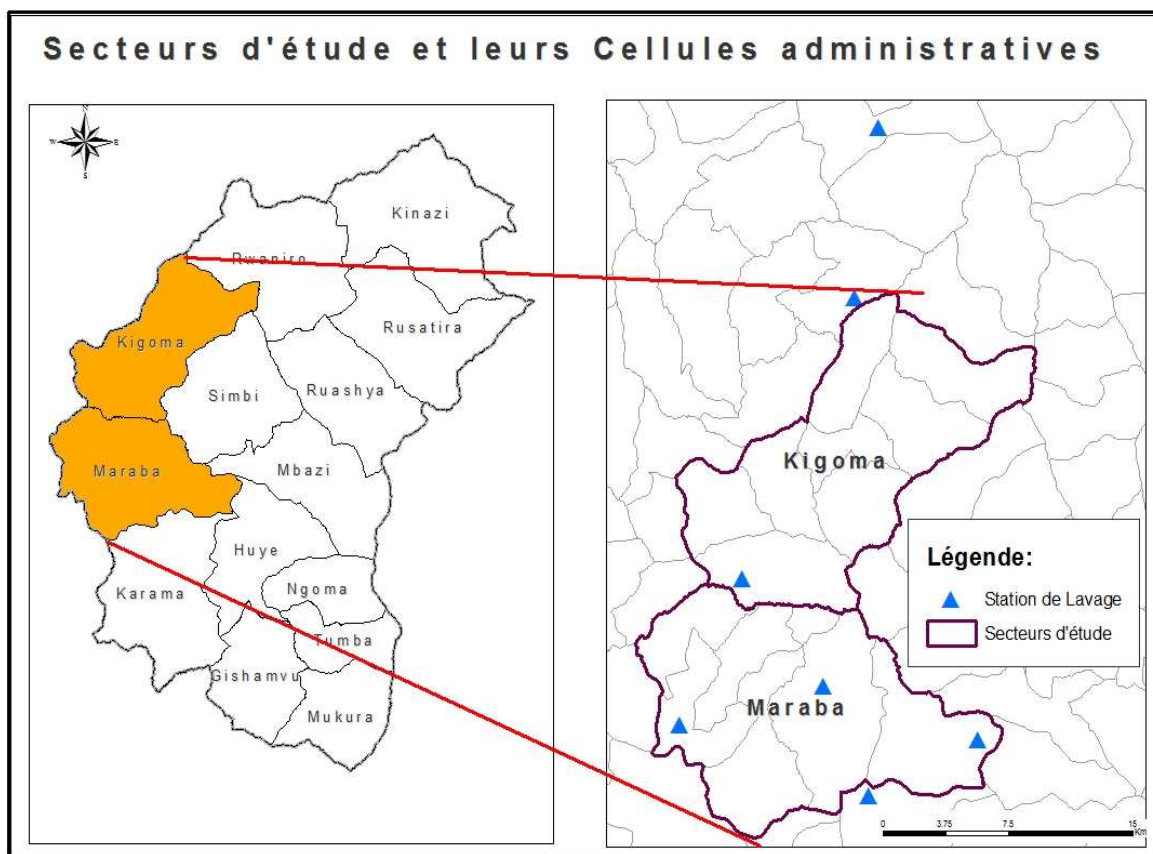 Secteurs d'étude et leurs Cellules administratives
N
W
E
S
Kinazi
Rwaniro
Rusatira
Kigoma
Simbi
Ruashya
Maraba
Mbazi
Huye
Ngoma
Karama
Tumba
Gishamvu
Mukura
Kigoma
Maraba
Légende:
Station de Lavage
Secteurs d'étude
0 3.75 7.5 15
Km